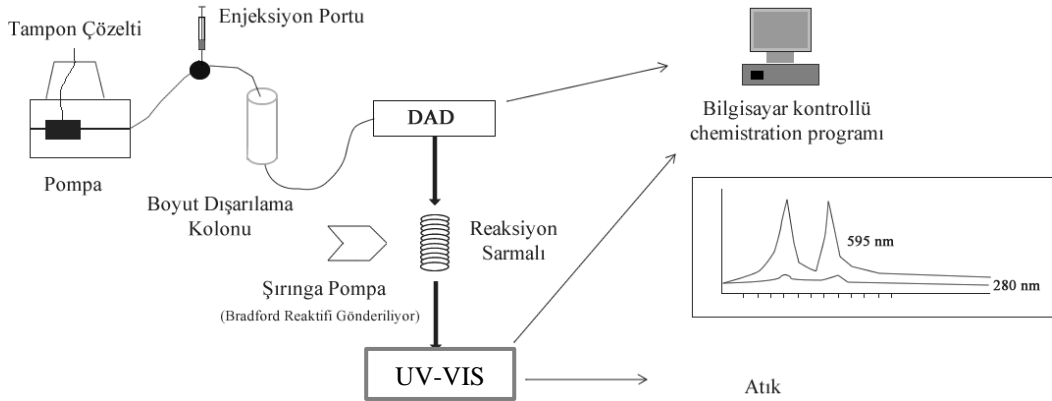 Tampon Çözelti
Enjeksiyon Portu
DAD
Bilgisayar kontrollü
chemistration programı
Pompa
Boyut Dışarılama
Kolonu
Reaksiyon
Sarmalı
Şırınga Pompa
(Bradford Reaktifi Gönderiliyor)
595 nm
280 nm
UV-VIS
Atık